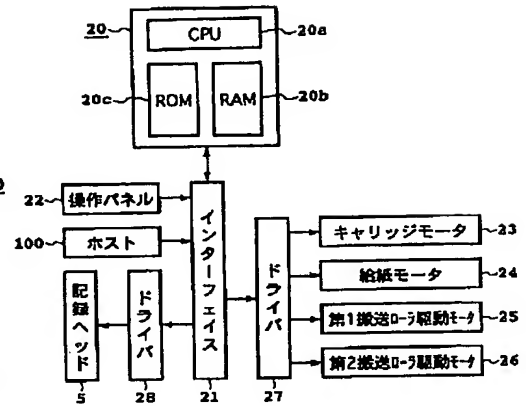 20
CPU
20a
20c
ROM
RAM
20b
22
操作パネル
100
ホスト
インターフェイス
21
記録ヘッド
5
ドライバ
28
ドライバ
27
キャリッジモータ
23
給紙モータ
24
第1搬送ローラ駆動モータ
25
第2搬送ローラ駆動モータ
26